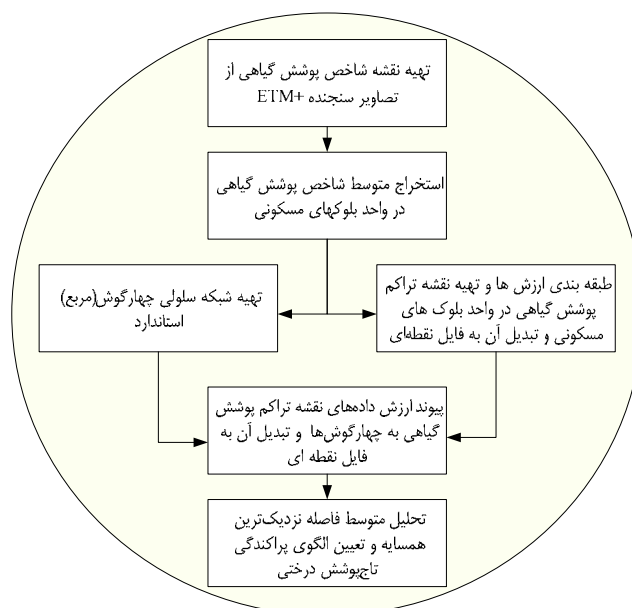 تهیه نقشه شاخص پوشش گیاهی از
تصاویر سنجنده ETM+
استخراج متوسط شاخص پوشش گیاهی
در واحد بلوکهای مسکونی
طبقه بندی ارزش ها و تهیه نقشه تراکم
پوشش گیاهی در واحد بلوک های
مسکونی و تبدیل آن به فایل نقطه‌ای
تهیه شبکه سلولی چهارگوش(مربع)
استاندارد
پیوند ارزش داده‌های نقشه تراکم پوشش
گیاهی به چهارگوش‌ها و تبدیل آن به
فایل نقطه ای
تحلیل متوسط فاصله نزدیک‌ترین
همسایه و تعیین الگوی پراکندگی
تاج‌پوشش درختی